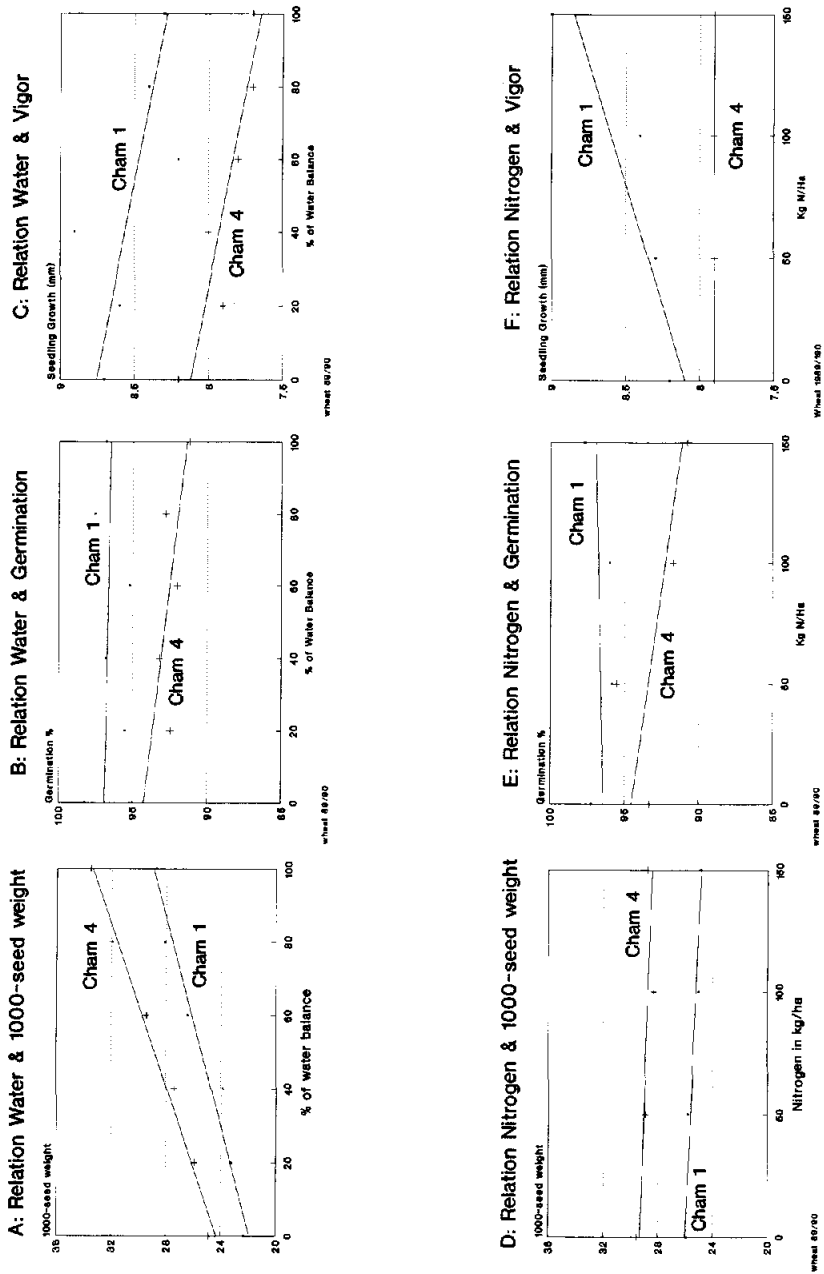 A: Relation Water & 1000-seed weight
1000-seed weight
36
32
28
24
20
Cham 4
Cham 1
0 20 40 60 80 100
% of water balance
B: Relation Water & Germination
Germination %
100
95
90
85
Cham 1
Cham 4
0 20 40 60 80 100
% of Water Balance
wheat 89/90
C: Relation Water & Vigor
Seedling Growth (mm)
9
8.5
8
7.5
Cham 1
Cham 4
0 20 40 60 80 100
% of Water Balance
wheat 89/90
D: Relation Nitrogen & 1000-seed weight
1000-seed weight
36
32
28
24
20
Cham 4
Cham 1
0 50 100 150
Nitrogen in kg/ha
wheat 89/90
E: Relation Nitrogen & Germination
Germination %
100
95
90
85
Cham 1
Cham 4
0 50 100 150
Kg N/Ha
wheat 89/90
F: Relation Nitrogen & Vigor
Seedling Growth (mm)
9
8.5
8
7.5
Cham 1
Cham 4
0 50 100 150
Kg N/Ha
Wheat 1989/190